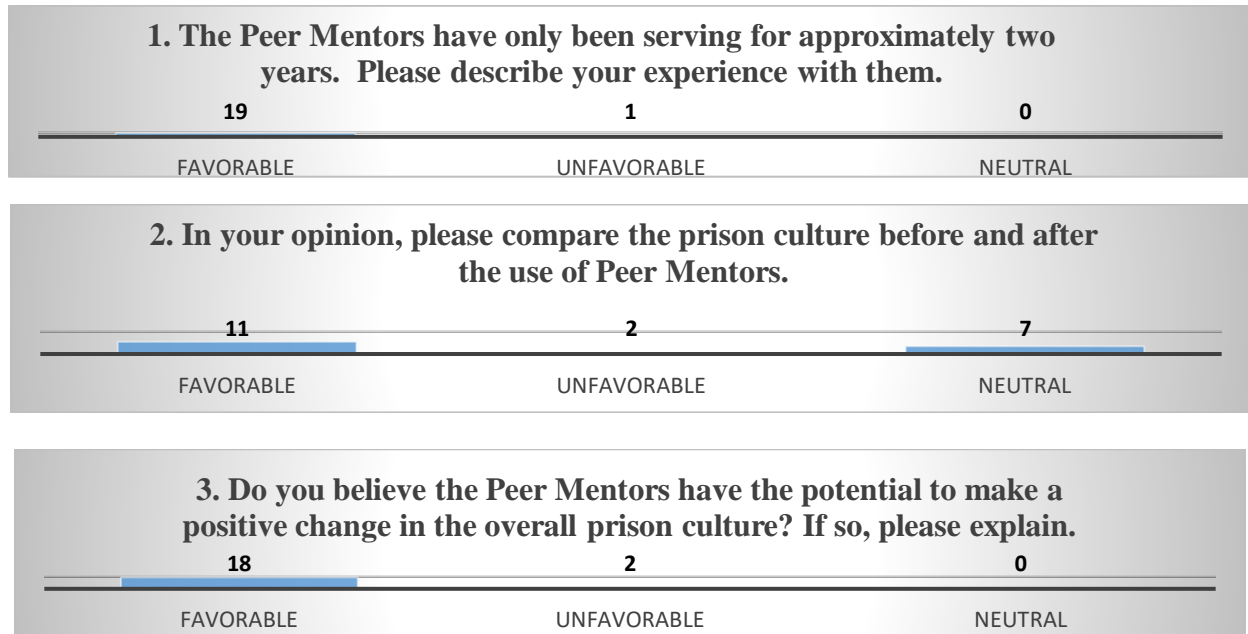 1. The Peer Mentors have only been serving for approximately two
years.  Please describe your experience with them.
19 1 0
FAVORABLE UNFAVORABLE NEUTRAL
2. In your opinion, please compare the prison culture before and after
the use of Peer Mentors.
11 2 7
FAVORABLE UNFAVORABLE NEUTRAL
3. Do you believe the Peer Mentors have the potential to make a
positive change in the overall prison culture? If so, please explain.
18 2 0
FAVORABLE UNFAVORABLE NEUTRAL